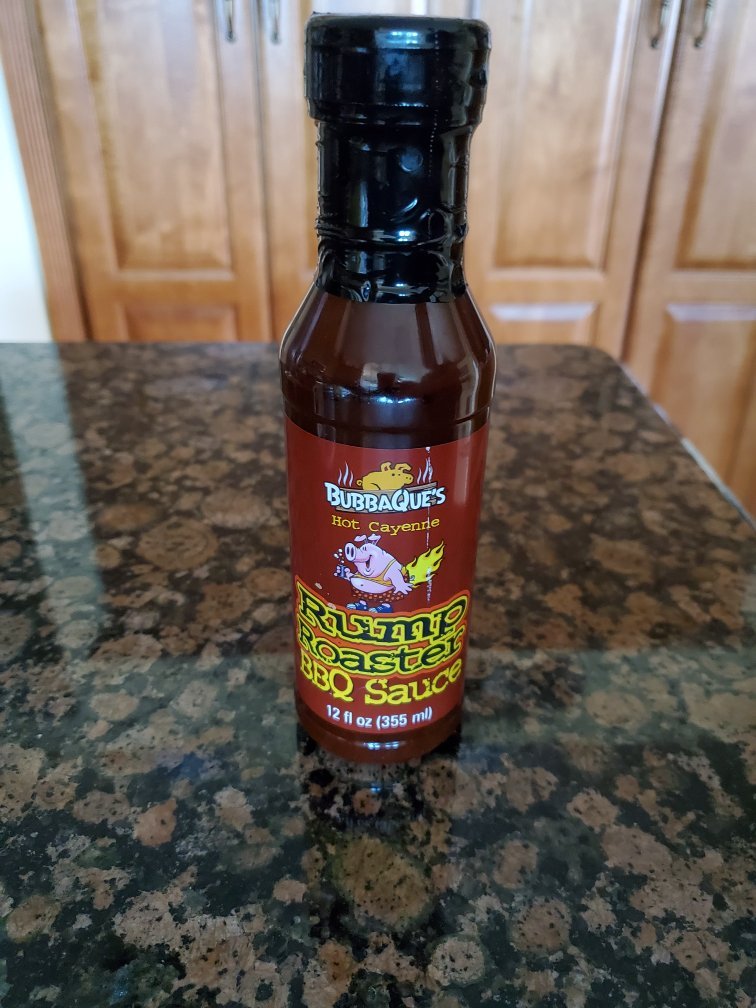 BUBBAQUE'S
Hot Cayenne
Rump
Roaster
BBQ Sauce
12 fl oz (355 ml)